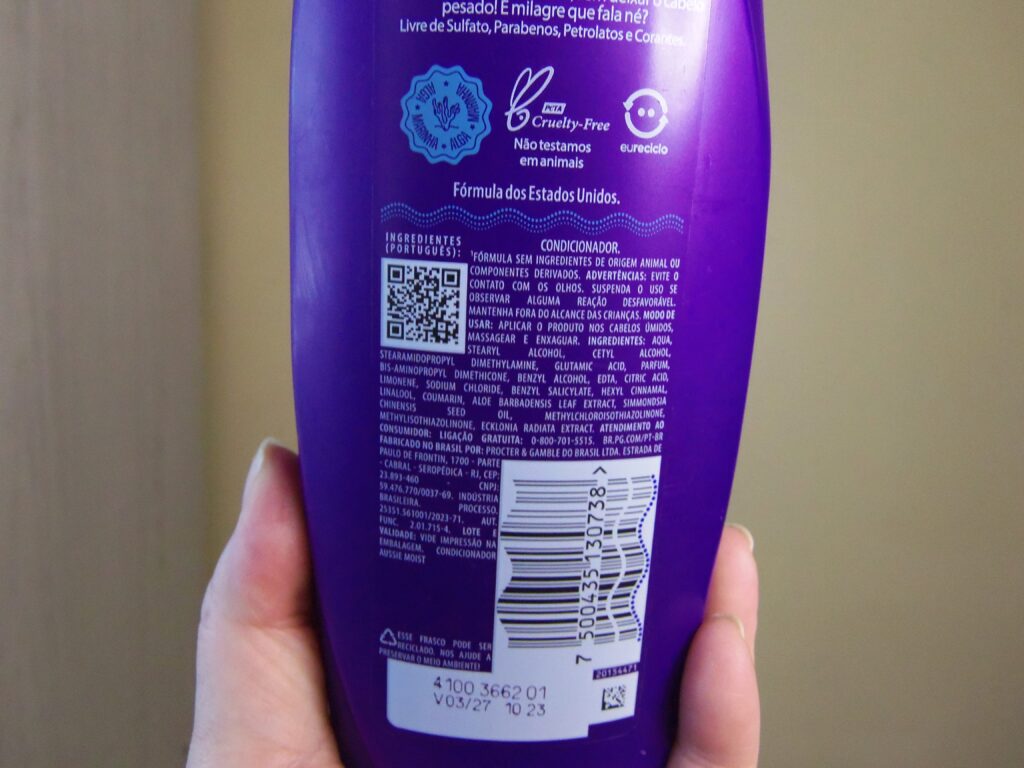 pesado! É milagre que fala né?
Livre de Sulfato, Parabenos, Petrolatos e Corantes.
ALGA MARINHA ALGA MARINHA
PETA
Cruelty-Free
Não testamos
em animais
eureciclo
Fórmula dos Estados Unidos.
INGREDIENTES
(PORTUGUÊS):
CONDICIONADOR.
¹FÓRMULA SEM INGREDIENTES DE ORIGEM ANIMAL OU
COMPONENTES DERIVADOS. ADVERTÊNCIAS: EVITE O
CONTATO COM OS OLHOS. SUSPENDA O USO SE
OBSERVAR ALGUMA REAÇÃO DESFAVORÁVEL.
MANTENHA FORA DO ALCANCE DAS CRIANÇAS. MODO DE
USAR: APLICAR O PRODUTO NOS CABELOS ÚMIDOS,
MASSAGEAR E ENXAGUAR. INGREDIENTES: AQUA,
STEARYL ALCOHOL, CETYL ALCOHOL,
STEARAMIDOPROPYL DIMETHYLAMINE, GLUTAMIC ACID, PARFUM,
BIS-AMINOPROPYL DIMETHICONE, BENZYL ALCOHOL, EDTA, CITRIC ACID,
LIMONENE, SODIUM CHLORIDE, BENZYL SALICYLATE, HEXYL CINNAMAL,
LINALOOL, COUMARIN, ALOE BARBADENSIS LEAF EXTRACT, SIMMONDSIA
CHINENSIS SEED OIL, METHYLCHLOROISOTHIAZOLINONE,
METHYLISOTHIAZOLINONE, ECKLONIA RADIATA EXTRACT. ATENDIMENTO AO
CONSUMIDOR: LIGAÇÃO GRATUITA: 0-800-701-5515. BR.PG.COM/PT-BR
FABRICADO NO BRASIL POR: PROCTER & GAMBLE DO BRASIL LTDA. ESTRADA DE
PAULO DE FRONTIN, 1700 - PARTE
- CABRAL - SEROPÉDICA - RJ, CEP:
23.893-460 - CNPJ:
59.476.770/0037-69. INDÚSTRIA
BRASILEIRA. PROCESSO.
25351.561001/2023-71. AUT.
FUNC. 2.01.715-4. LOTE E
VALIDADE: VIDE IMPRESSÃO NA
EMBALAGEM. CONDICIONADOR
AUSSIE MOIST
7 500435 130738 >
ESSE FRASCO PODE SER
RECICLADO. NOS AJUDE A
PRESERVAR O MEIO AMBIENTE!
20154471
4 100 3662 01
V03/27 10 23